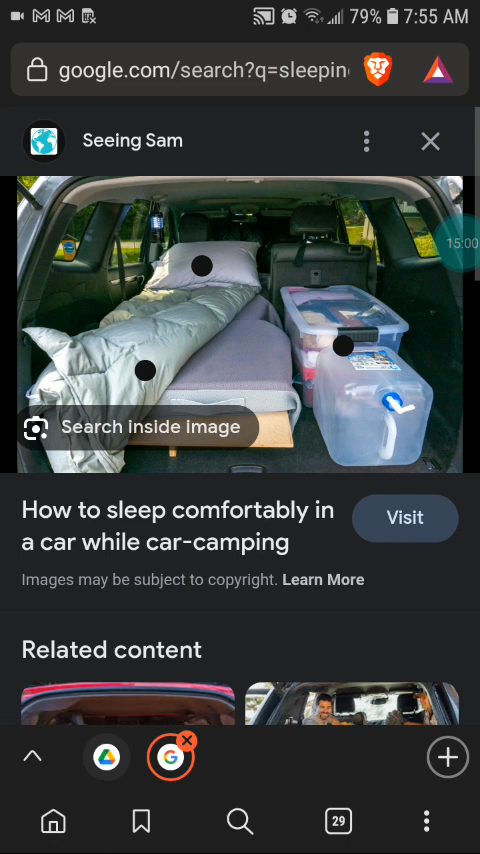 79% 7:55 AM
google.com/search?q=sleepin
Seeing Sam
15:00
Search inside image
How to sleep comfortably in
a car while car-camping
Visit
Images may be subject to copyright. Learn More
Related content
29